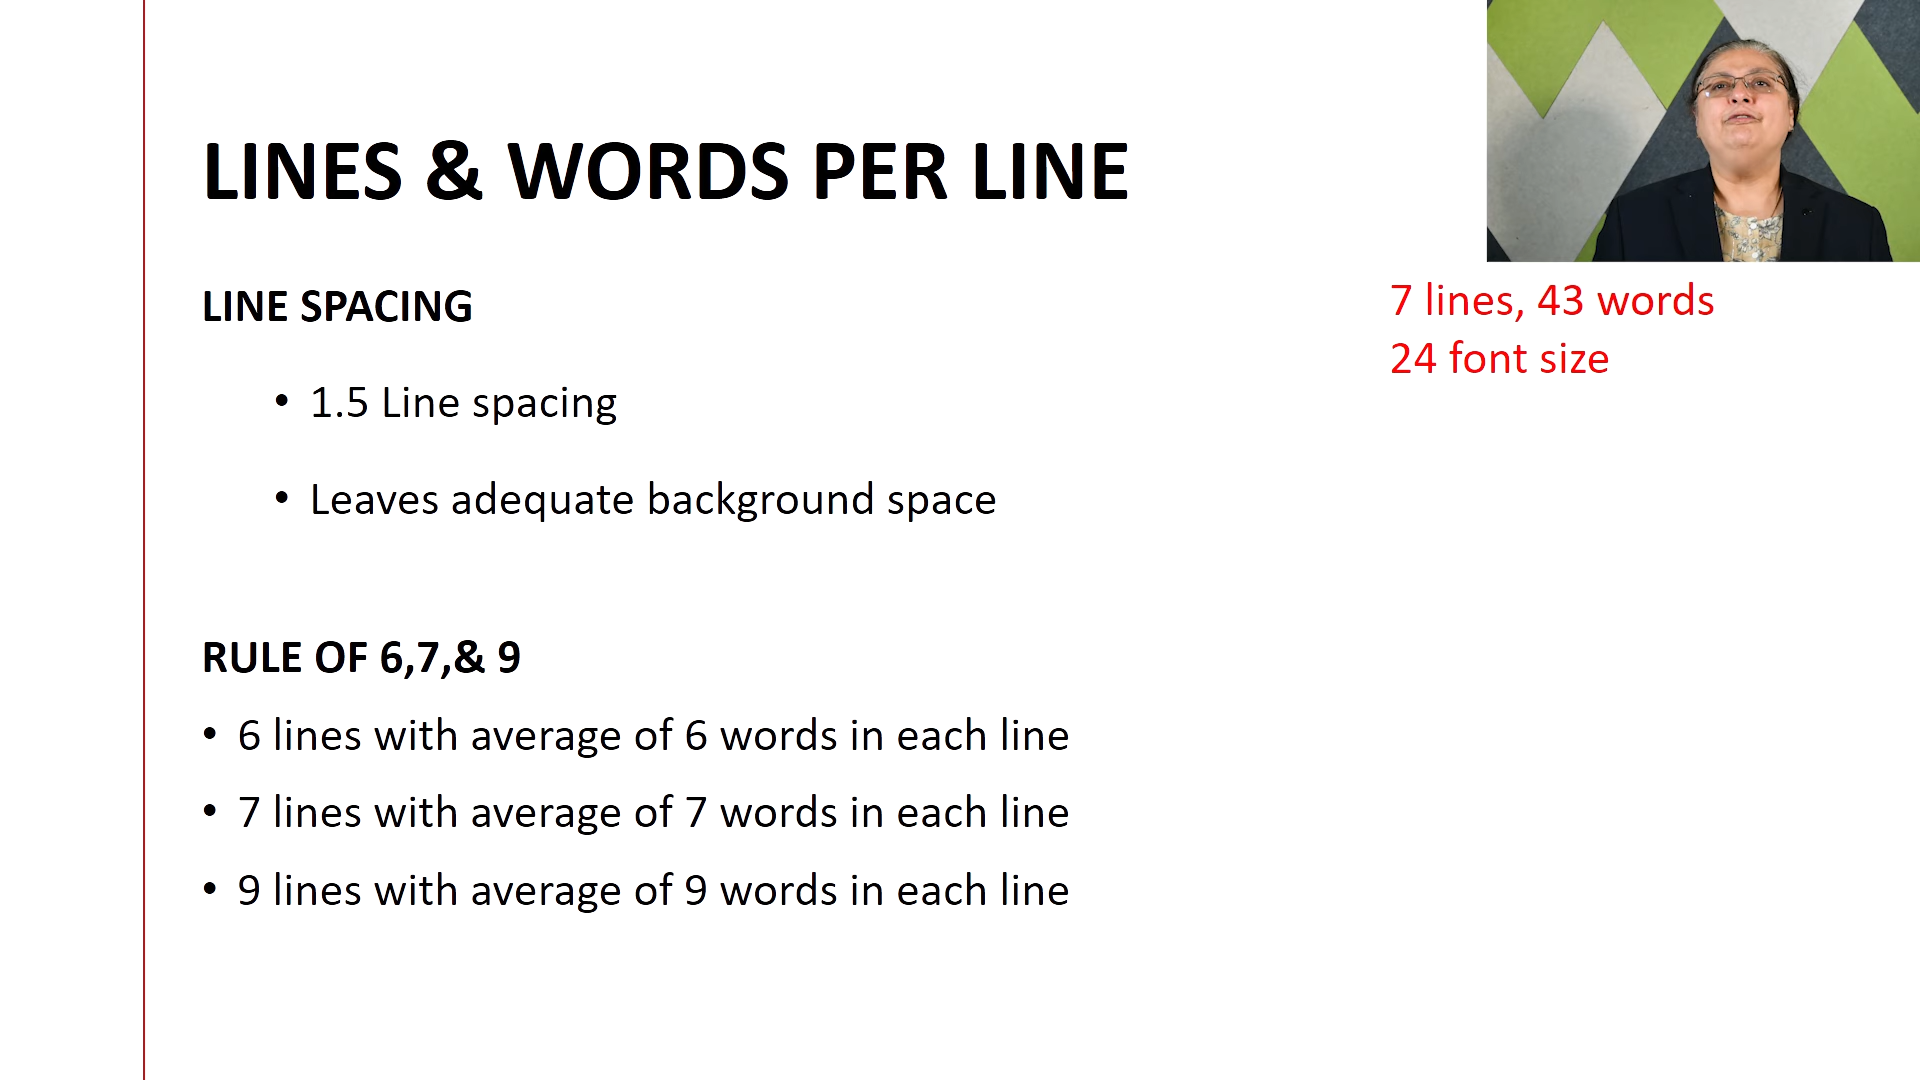 LINES & WORDS PER LINE
LINE SPACING
• 1.5 Line spacing
• Leaves adequate background space
RULE OF 6,7,& 9
• 6 lines with average of 6 words in each line
• 7 lines with average of 7 words in each line
• 9 lines with average of 9 words in each line
7 lines, 43 words
24 font size